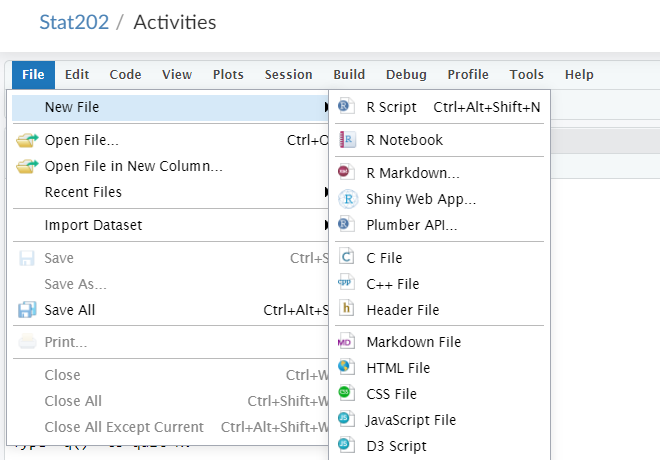 Stat202 / Activities
File Edit Code View Plots Session Build Debug Profile Tools Help
New File
Open File... Ctrl+O
Open File in New Column...
Recent Files
Import Dataset
Save Ctrl+S
Save As...
Save All Ctrl+Alt+S
Print...
Close Ctrl+W
Close All Ctrl+Shift+W
Close All Except Current Ctrl+Alt+Shift+W
R Script Ctrl+Alt+Shift+N
R Notebook
R Markdown...
Shiny Web App...
Plumber API...
C File
C++ File
Header File
Markdown File
HTML File
CSS File
JavaScript File
D3 Script